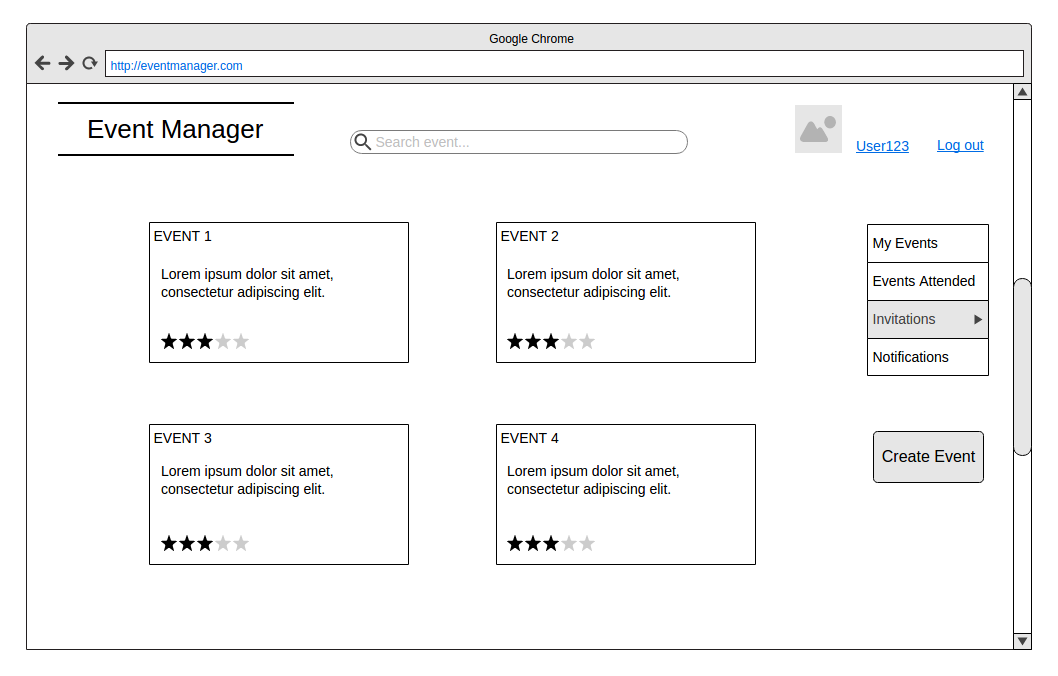 Google Chrome
http://eventmanager.com
Event Manager
Search event...
User123
Log out
EVENT 1
Lorem ipsum dolor sit amet,
consectetur adipiscing elit.
EVENT 2
Lorem ipsum dolor sit amet,
consectetur adipiscing elit.
EVENT 3
Lorem ipsum dolor sit amet,
consectetur adipiscing elit.
EVENT 4
Lorem ipsum dolor sit amet,
consectetur adipiscing elit.
My Events
Events Attended
Invitations
Notifications
Create Event